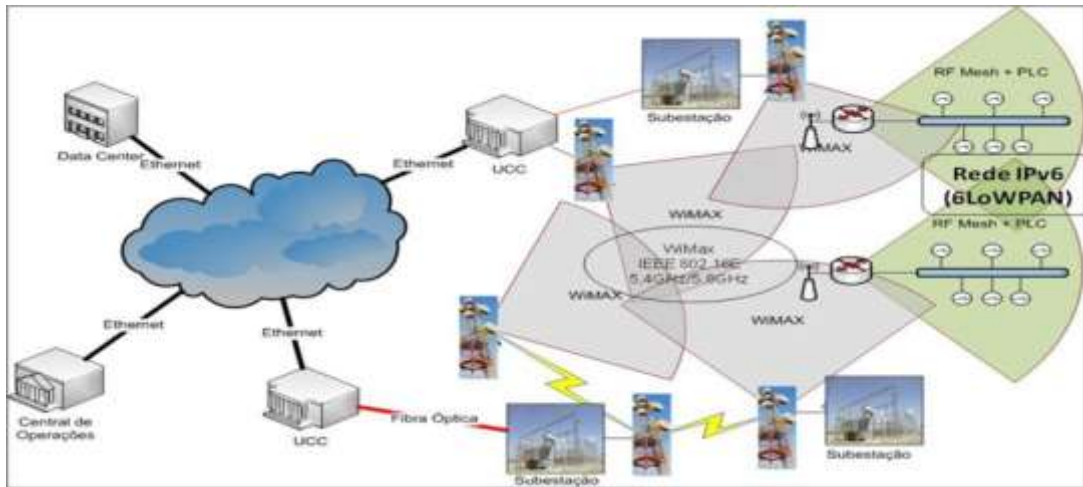 Data Center
Ethernet
Ethernet
UCC
Subestação
WiMAX
RF Mesh + PLC
Rede IPv6
(6LoWPAN)
RF Mesh + PLC
WiMAX
WiMax
IEEE 802.16E
5.4GHz/5.8GHz
WiMAX
WiMAX
Ethernet
Ethernet
Central de
Operações
UCC
Fibra Óptica
Subestação
Subestação